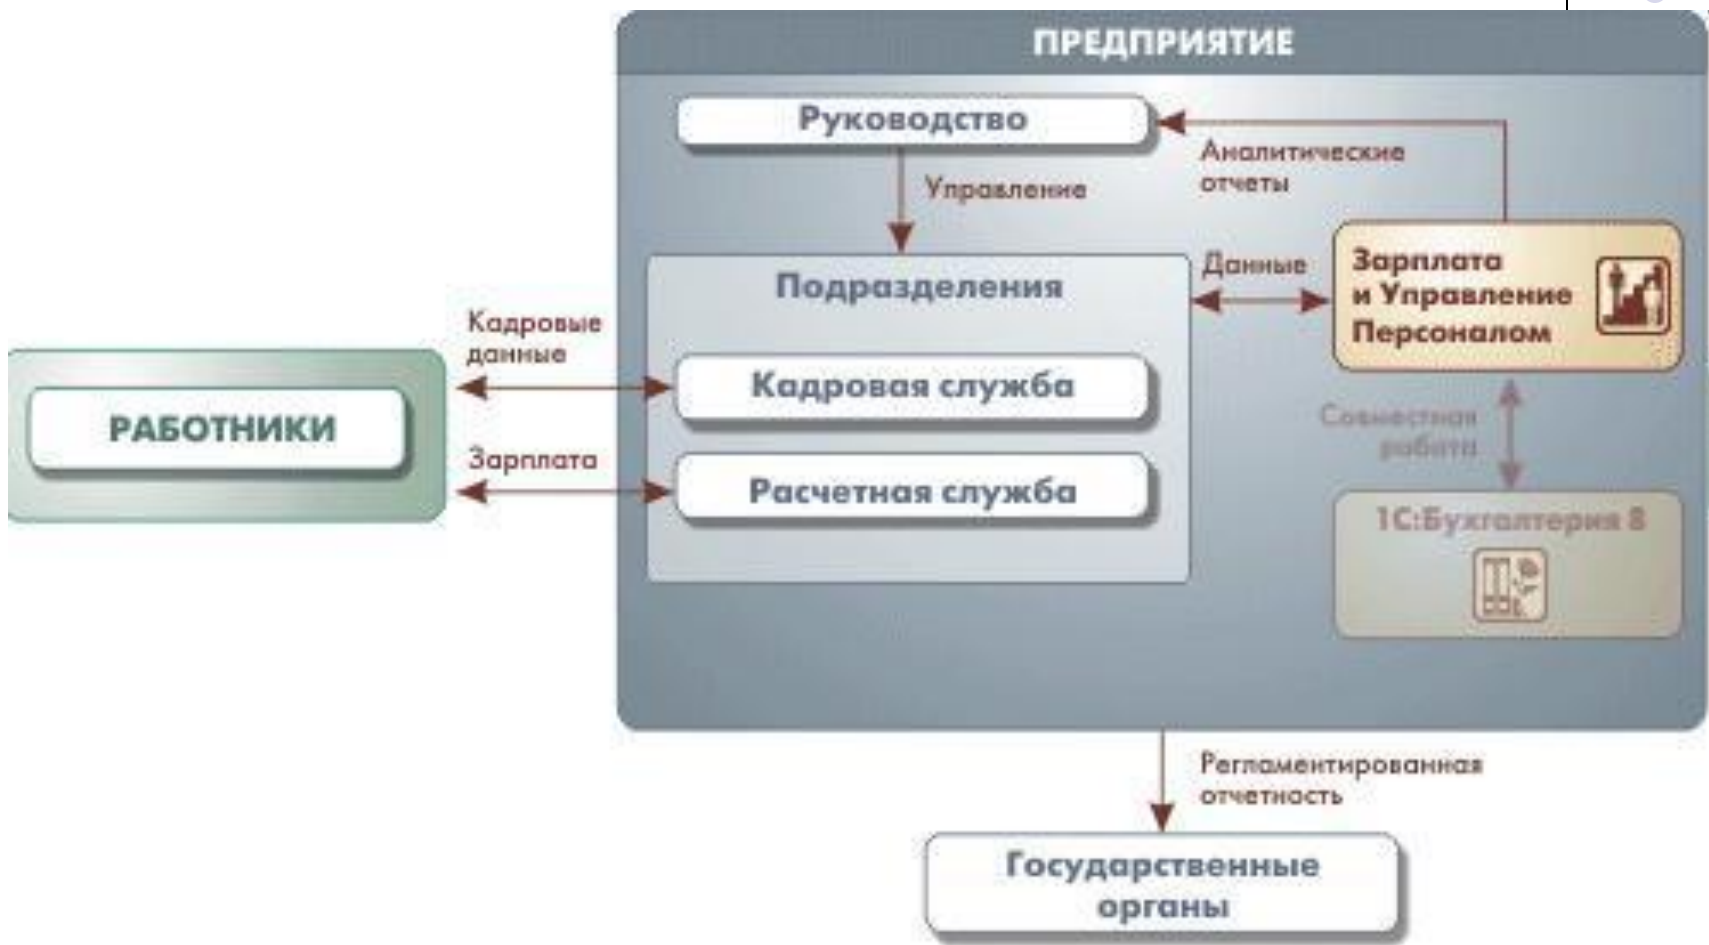 ПРЕДПРИЯТИЕ
Руководство
Аналитические
отчеты
Управление
Подразделения
Данные
Зарплата
и Управление
Персоналом
Кадровые
данные
Кадровая служба
РАБОТНИКИ
Зарплата
Расчетная служба
Совместная
работа
1С:Бухгалтерия 8
Регламентированная
отчетность
Государственные
органы